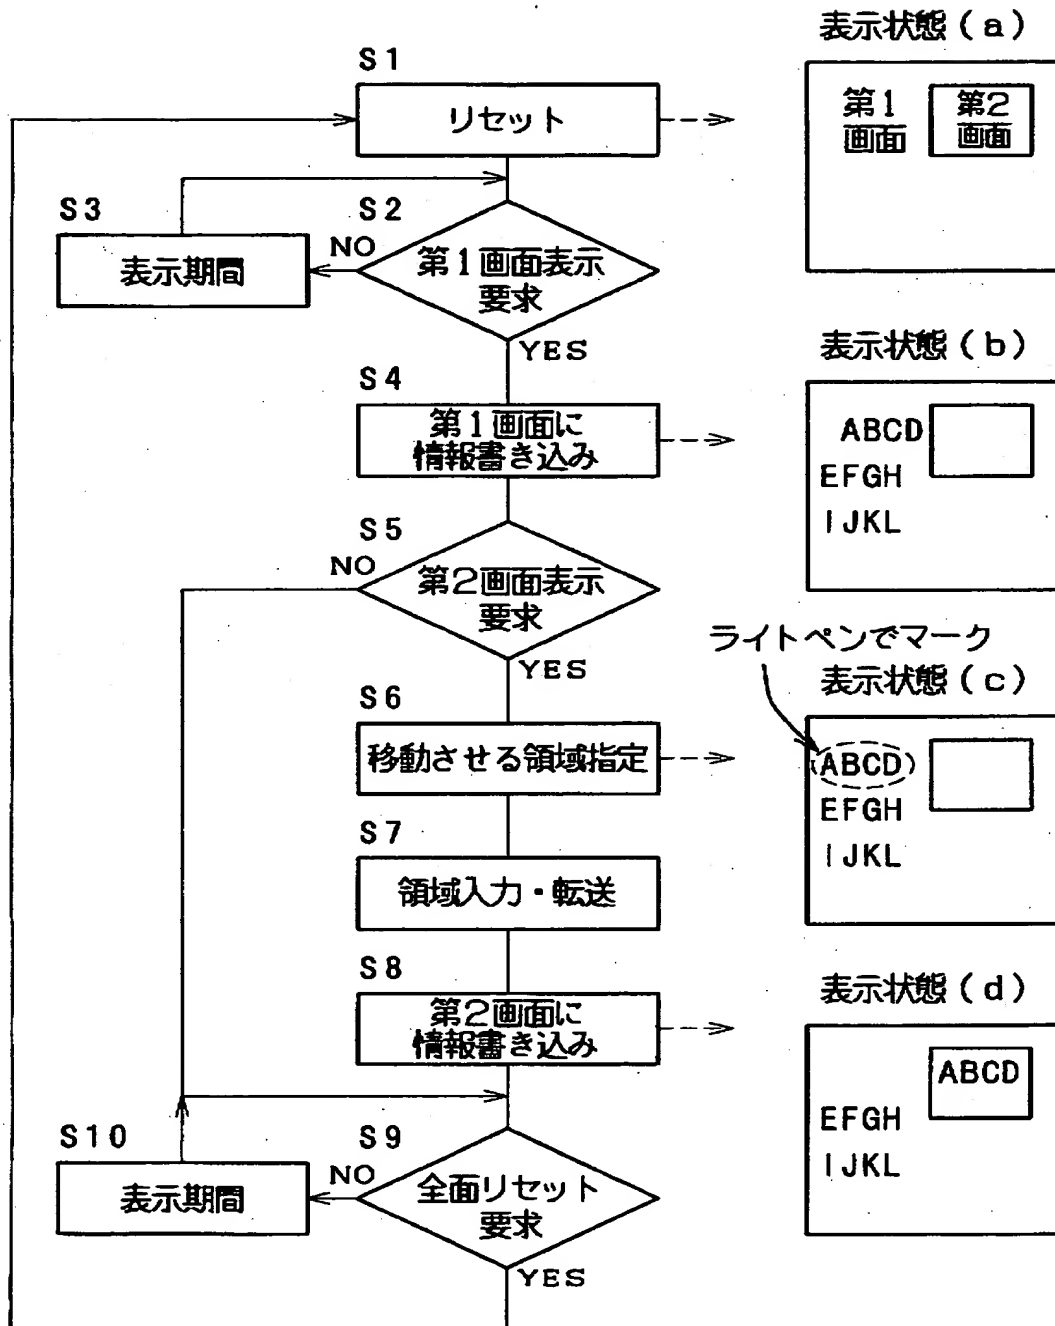 S1
リセット
S3
表示期間
S2
NO
第1画面表示
要求
YES
S4
第1画面に
情報書き込み
S5
NO
第2画面表示
要求
YES
S6
移動させる領域指定
S7
領域入力・転送
S8
第2画面に
情報書き込み
S10
表示期間
S9
NO
全面リセット
要求
YES
表示状態(a)
第1
画面
第2
画面
表示状態(b)
ABCD
EFGH
IJKL
ライトペンでマーク
表示状態(c)
ABCD
EFGH
IJKL
表示状態(d)
ABCD
EFGH
IJKL